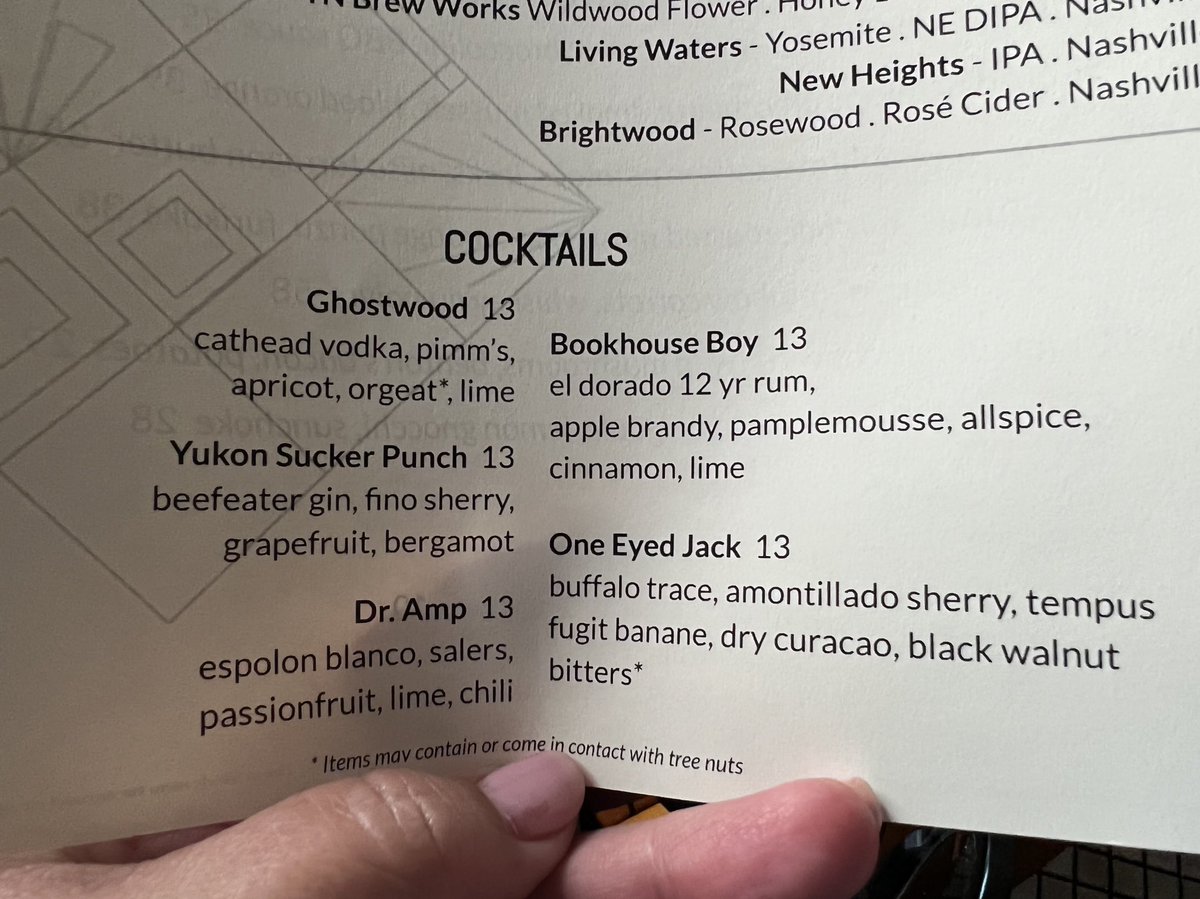 Brew Works Wildwood Flower .
Living Waters - Yosemite . NE DIPA .
New Heights - IPA .
Brightwood - Rosewood . Rosé Cider .
COCKTAILS
Ghostwood 13
cathead vodka, pimm's,
apricot, orgeat*, lime
Yukon Sucker Punch 13
beefeater gin, fino sherry,
grapefruit, bergamot
Dr. Amp 13
espolon blanco, salers,
passionfruit, lime, chili
Bookhouse Boy 13
el dorado 12 yr rum,
apple brandy, pamplemousse, allspice,
cinnamon, lime
One Eyed Jack 13
buffalo trace, amontillado sherry, tempus
fugit banane, dry curacao, black walnut
bitters*
* Items may contain or come in contact with tree nuts